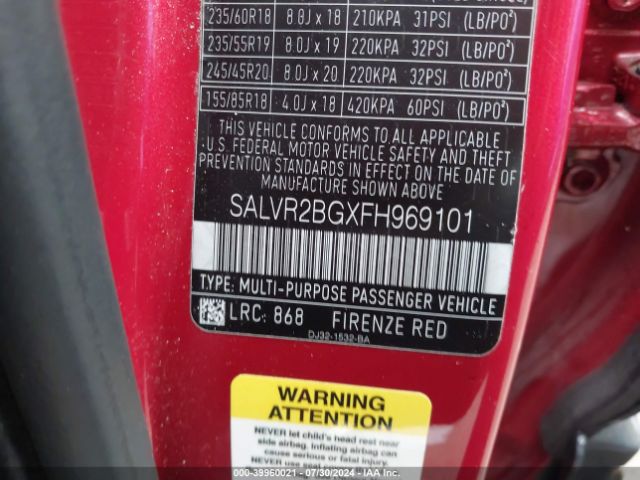 235/60R18 8.0J x 18 210KPA 31PSI (LB/PO²)
235/55R19 8.0J x 19 220KPA 32PSI (LB/PO²)
245/45R20 8.0J x 20 220KPA 32PSI (LB/PO²)
155/85R18 4.0J x 18 420KPA 60PSI (LB/PO²)
THIS VEHICLE CONFORMS TO ALL APPLICABLE
U.S. FEDERAL MOTOR VEHICLE SAFETY AND THEFT
PREVENTION STANDARDS IN EFFECT ON THE DATE
OF MANUFACTURE SHOWN ABOVE
SALVR2BGXFH969101
TYPE: MULTI-PURPOSE PASSENGER VEHICLE
LRC: 868 FIRENZE RED
DJ32-1532-BA
WARNING
ATTENTION
NEVER let child's head rest near
side airbag. Inflating airbag can
cause serious or fatal injury.
NEVER use seat
000-39960021 - 07/30/2024 -